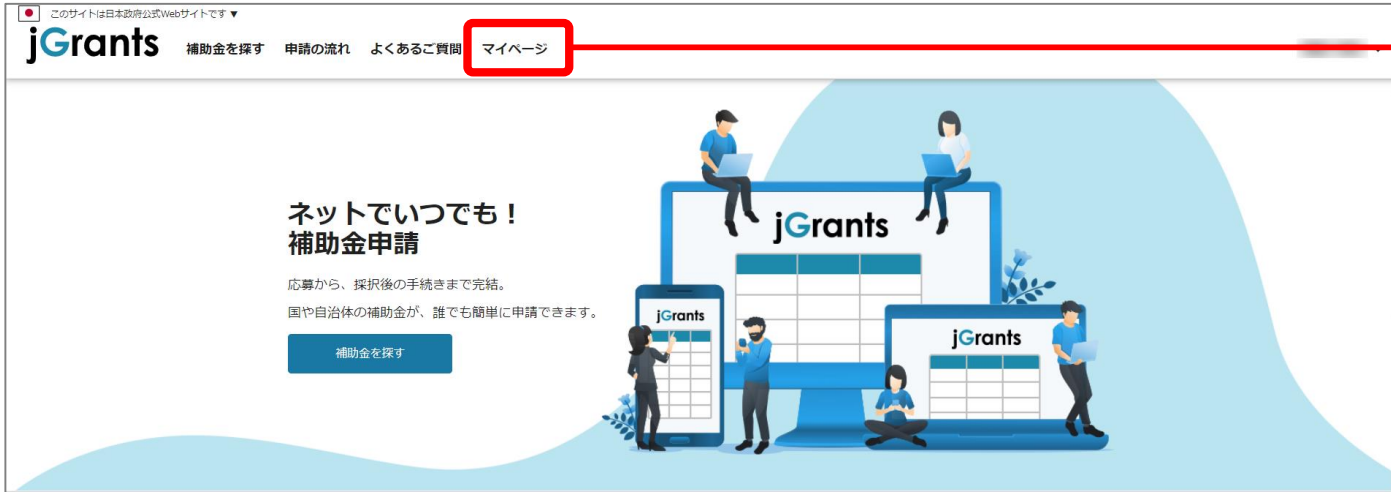 このサイトは日本政府公式Webサイトです ▼
jGrants 補助金を探す 申請の流れ よくあるご質問 マイページ
ネットでいつでも！
補助金申請
応募から、採択後の手続きまで完結。
国や自治体の補助金が、誰でも簡単に申請できます。
補助金を探す
jGrants
jGrants
jGrants